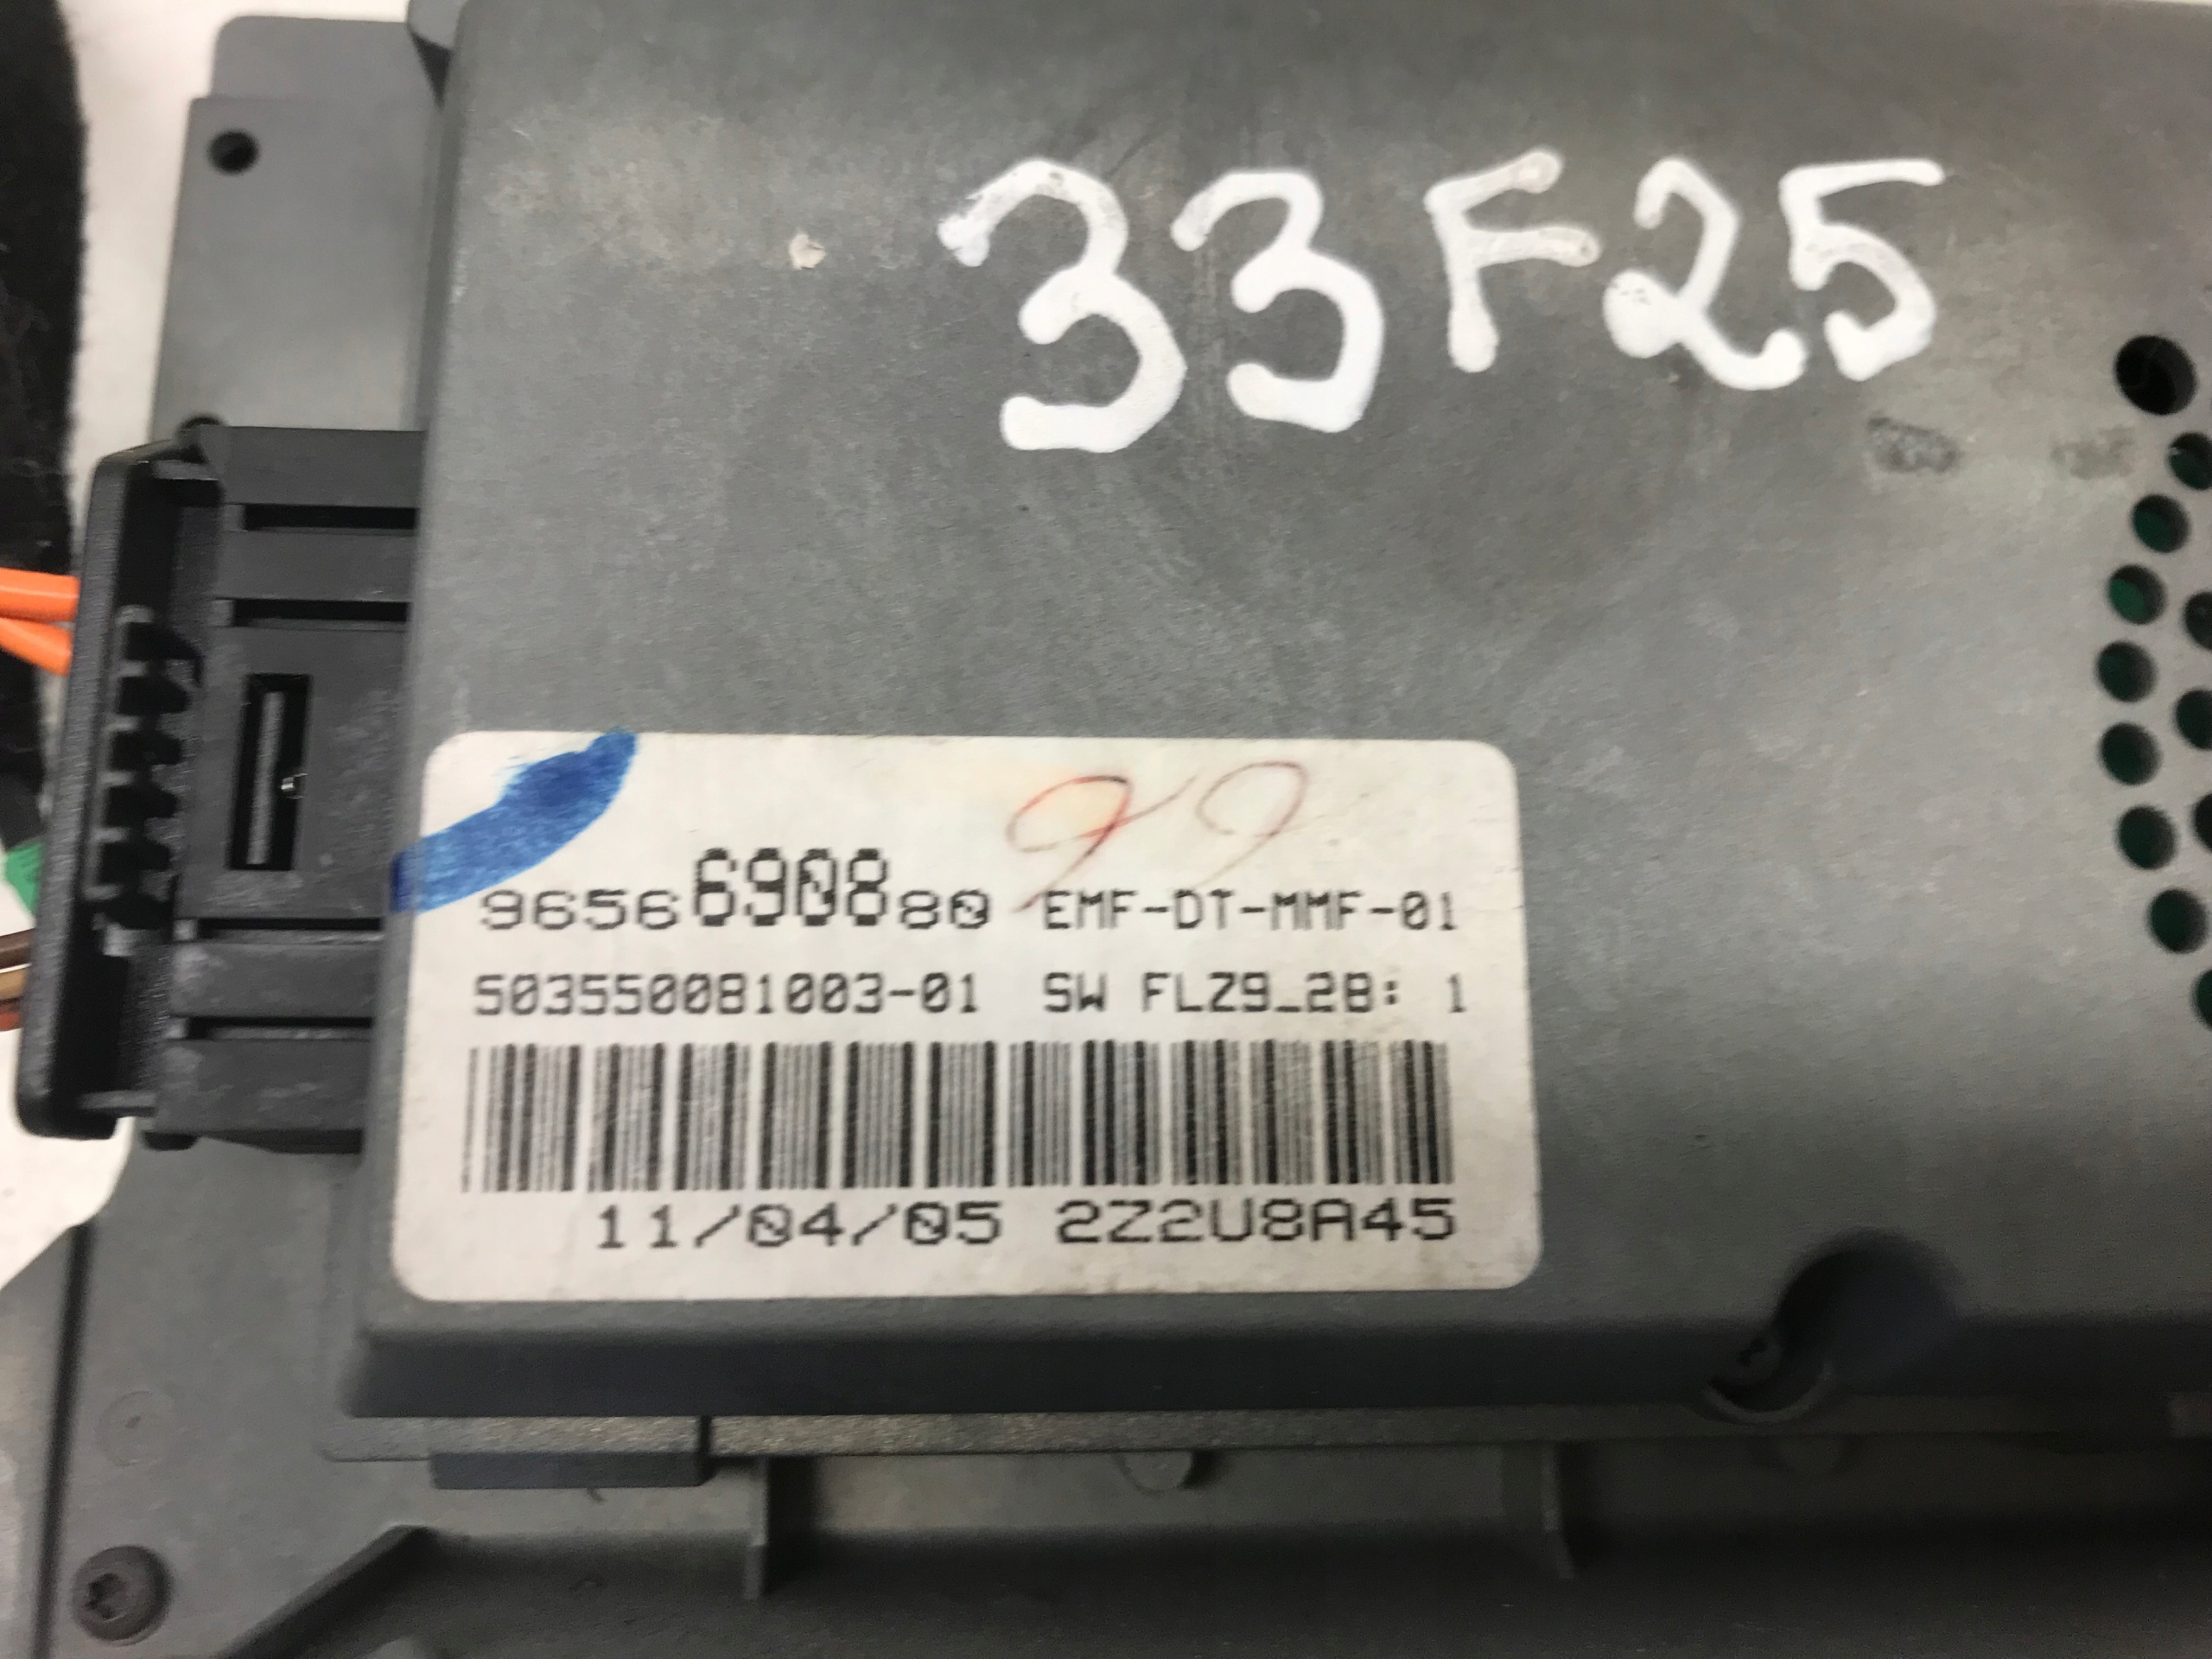 33F25
99
9656690880 EMF-DT-MMF-01
503550081003-01 SW FLZ9_2B: 1
11/04/05 2Z2U8A45